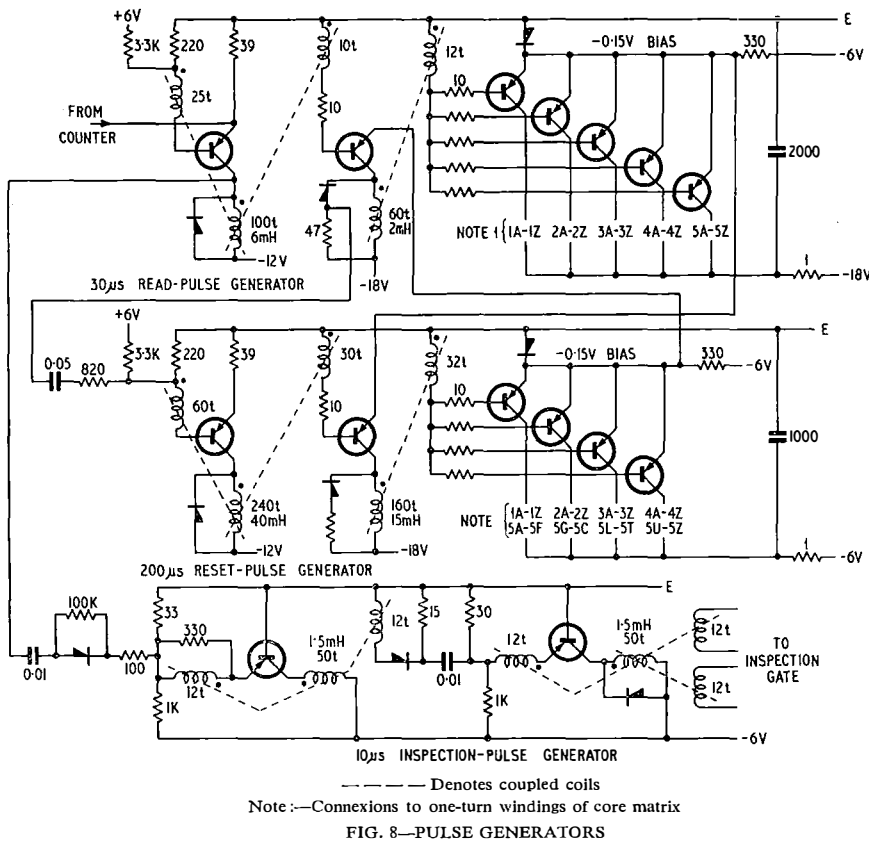 +6V
3·3K
220
39
10t
12t
-0·15V BIAS
330
E
-6V
25t
10
10
FROM
COUNTER
2000
100t
6mH
47
60t
2mH
NOTE 1 { 1A-1Z 2A-2Z 3A-3Z 4A-4Z 5A-5Z
1
-12V
-18V
-18V
30µs READ-PULSE GENERATOR
+6V
E
3·3K
220
39
30t
32t
-0·15V BIAS
330
-6V
0·05
820
10
10
60t
1000
240t
40mH
160t
15mH
NOTE { 1A-1Z 2A-2Z 3A-3Z 4A-4Z
5A-5F 5G-5C 5L-5T 5U-5Z
1
-12V
-18V
-6V
200µs RESET-PULSE GENERATOR
100K
33
E
330
1·5mH
50t
12t
15
30
12t
1·5mH
50t
12t
TO
INSPECTION
GATE
0·01
100
12t
0·01
12t
1K
1K
-6V
10µs INSPECTION-PULSE GENERATOR
———— Denotes coupled coils
Note :—Connexions to one-turn windings of core matrix
FIG. 8—PULSE GENERATORS